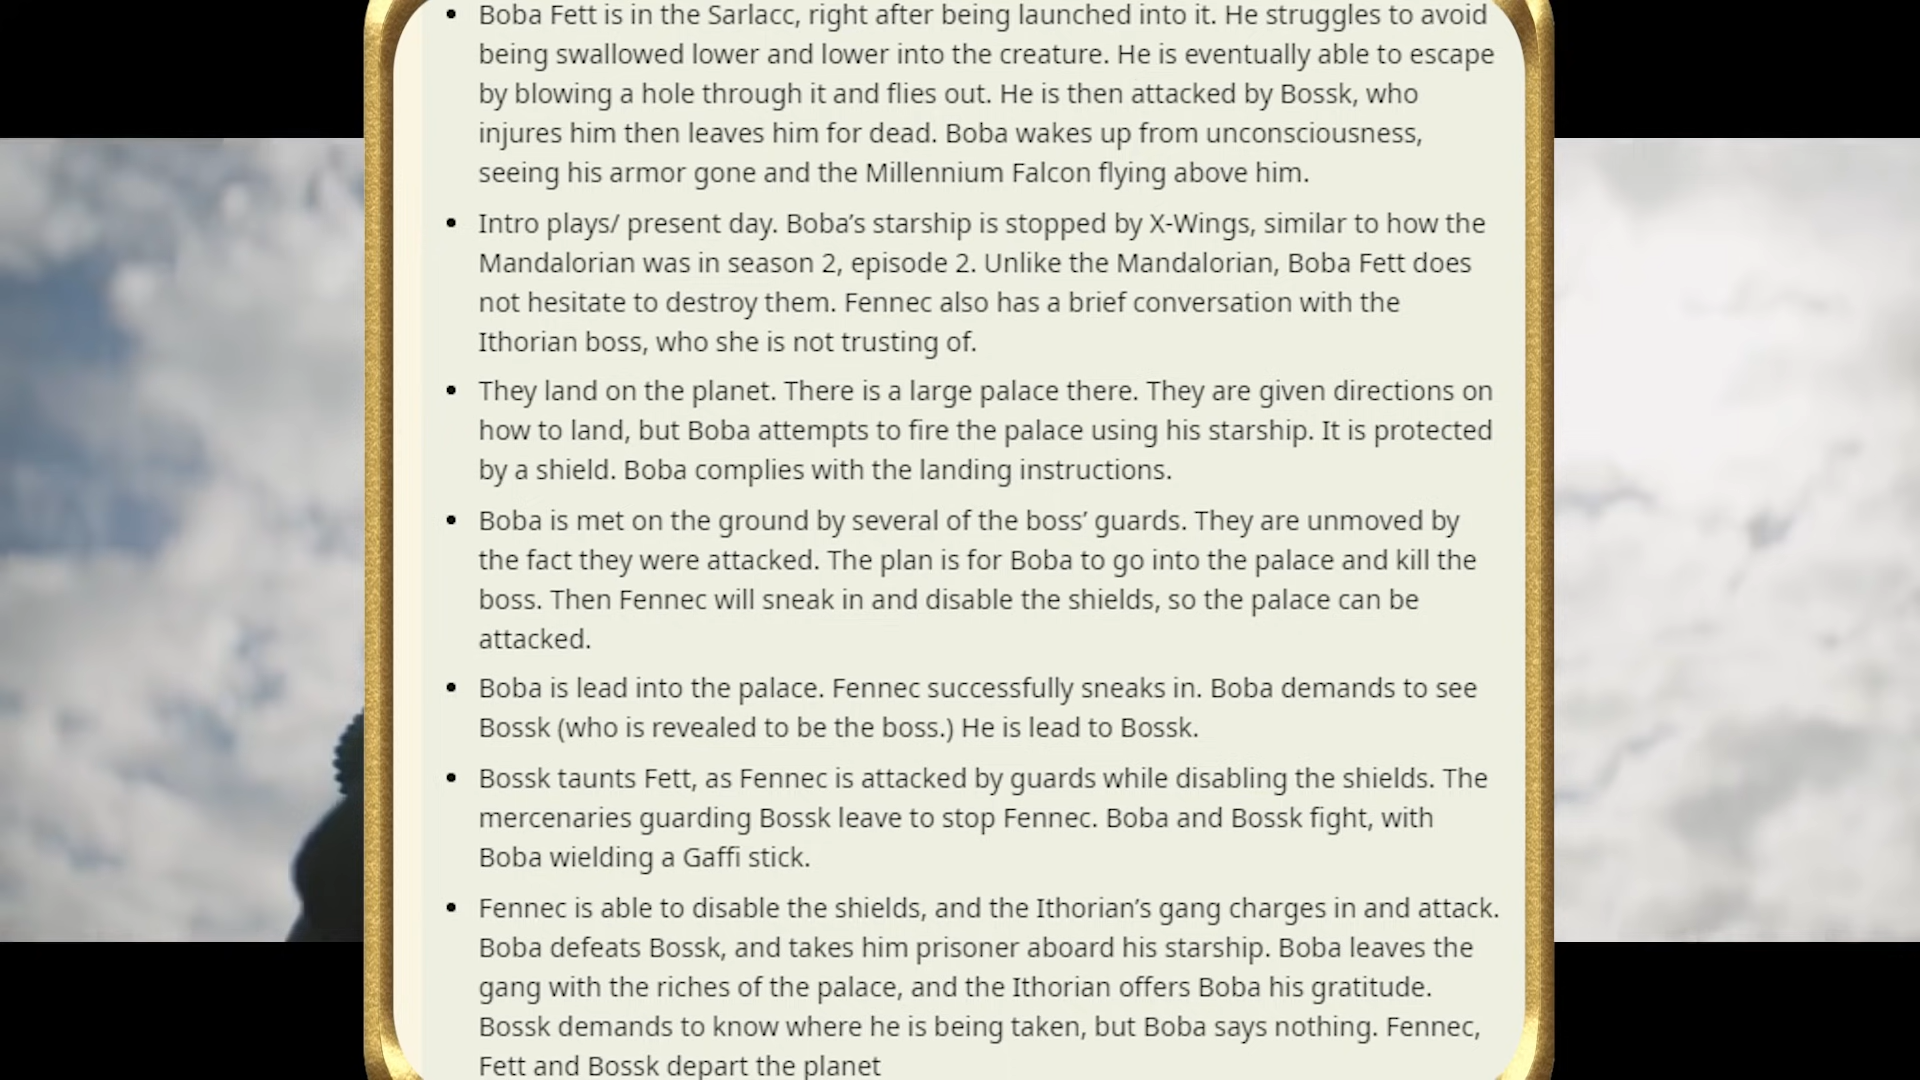 • Boba Fett is in the Sarlacc, right after being launched into it. He struggles to avoid
being swallowed lower and lower into the creature. He is eventually able to escape
by blowing a hole through it and flies out. He is then attacked by Bossk, who
injures him then leaves him for dead. Boba wakes up from unconsciousness,
seeing his armor gone and the Millennium Falcon flying above him.
• Intro plays/ present day. Boba’s starship is stopped by X-Wings, similar to how the
Mandalorian was in season 2, episode 2. Unlike the Mandalorian, Boba Fett does
not hesitate to destroy them. Fennec also has a brief conversation with the
Ithorian boss, who she is not trusting of.
• They land on the planet. There is a large palace there. They are given directions on
how to land, but Boba attempts to fire the palace using his starship. It is protected
by a shield. Boba complies with the landing instructions.
• Boba is met on the ground by several of the boss’ guards. They are unmoved by
the fact they were attacked. The plan is for Boba to go into the palace and kill the
boss. Then Fennec will sneak in and disable the shields, so the palace can be
attacked.
• Boba is lead into the palace. Fennec successfully sneaks in. Boba demands to see
Bossk (who is revealed to be the boss.) He is lead to Bossk.
• Bossk taunts Fett, as Fennec is attacked by guards while disabling the shields. The
mercenaries guarding Bossk leave to stop Fennec. Boba and Bossk fight, with
Boba wielding a Gaffi stick.
• Fennec is able to disable the shields, and the Ithorian’s gang charges in and attack.
Boba defeats Bossk, and takes him prisoner aboard his starship. Boba leaves the
gang with the riches of the palace, and the Ithorian offers Boba his gratitude.
Bossk demands to know where he is being taken, but Boba says nothing. Fennec,
Fett and Bossk depart the planet